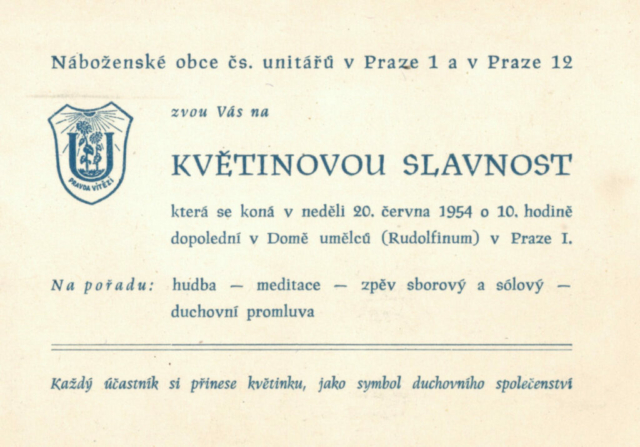 Náboženské obce čs. unitářů v Praze 1 a v Praze 12
zvou Vás na
U
PRAVDA VÍTĚZÍ
KVĚTINOVOU SLAVNOST
která se koná v neděli 20. června 1954 o 10. hodině
dopolední v Domě umělců (Rudolfinum) v Praze I.
Na pořadu: hudba — meditace — zpěv sborový a sólový —
duchovní promluva
Každý účastník si přinese květinku, jako symbol duchovního společenství